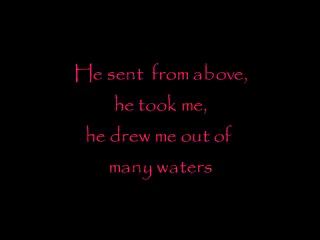 He sent from above,
he took me,
he drew me out of
many waters